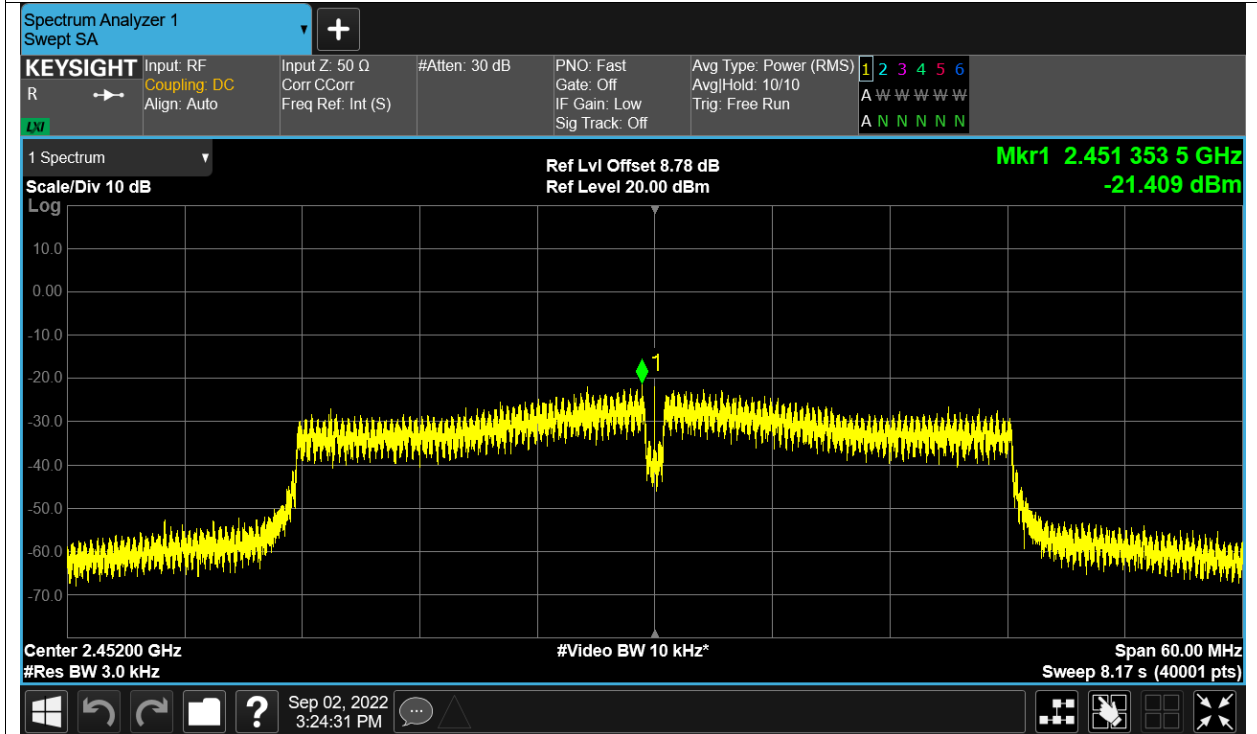 Spectrum Analyzer 1
Swept SA
KEYSIGHT
R
LXI
Input: RF
Coupling: DC
Align: Auto
Input Z: 50 Ω
Corr CCorr
Freq Ref: Int (S)
#Atten: 30 dB
PNO: Fast
Gate: Off
IF Gain: Low
Sig Track: Off
Avg Type: Power (RMS)
Avg|Hold: 10/10
Trig: Free Run
1 2 3 4 5 6
A W W W W W
A N N N N N
1 Spectrum
Scale/Div 10 dB
Log
Ref Lvl Offset 8.78 dB
Ref Level 20.00 dBm
Mkr1 2.451 353 5 GHz
-21.409 dBm
10.0
0.00
-10.0
-20.0
-30.0
-40.0
-50.0
-60.0
-70.0
1
Center 2.45200 GHz
#Res BW 3.0 kHz
#Video BW 10 kHz*
Span 60.00 MHz
Sweep 8.17 s (40001 pts)
?
Sep 02, 2022
3:24:31 PM